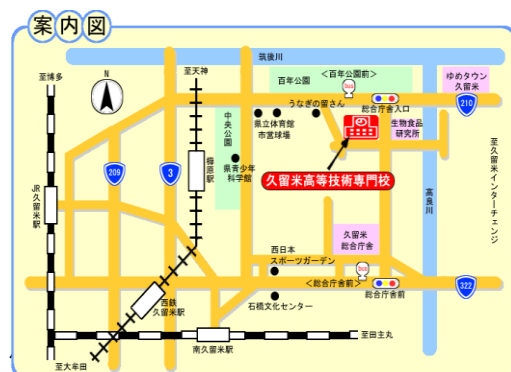 案内図
筑後川
至博多
N
至天神
百年公園
<百年公園前>
bus
ゆめタウン
久留米
210
うなぎの留さん
総合庁舎入口
中央公園
県立体育館
市営球場
生物食品
研究所
県青少年
科学館
櫛原駅
209
3
久留米高等技術専門校
高良川
至久留米インターチェンジ
JR
久留米駅
久留米
総合庁舎
西日本
スポーツガーデン
bus
<総合庁舎前>
総合庁舎前
322
石橋文化センター
西鉄
久留米駅
南久留米駅
至田主丸
至大牟田